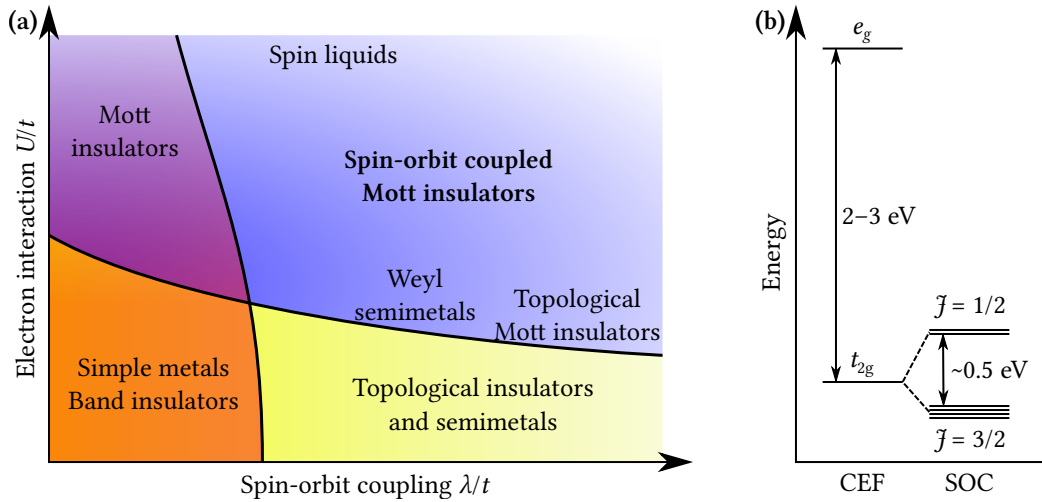 (a)
Electron interaction U/t
Spin liquids
Mott
insulators
Spin-orbit coupled
Mott insulators
Weyl
semimetals
Topological
Mott insulators
Simple metals
Band insulators
Topological insulators
and semimetals
Spin-orbit coupling λ/t
(b)
Energy
e_g
2–3 eV
t_2g
J = 1/2
~0.5 eV
J = 3/2
CEF
SOC